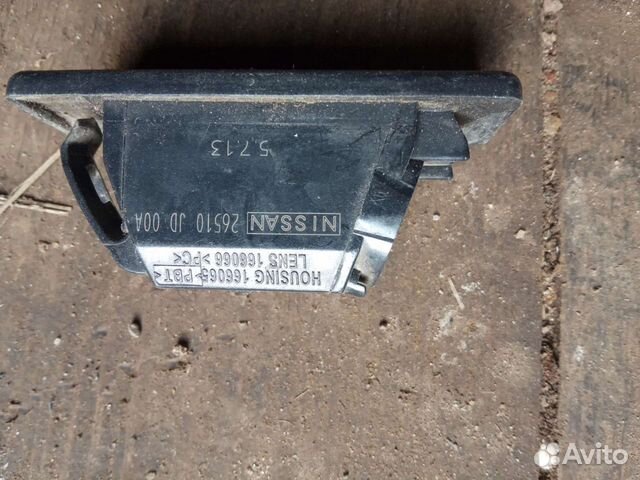 5.7.13
NISSAN 26510 JD 00A
HOUSING 166065 >PBT<
LENS 166066 >PC<
Avito